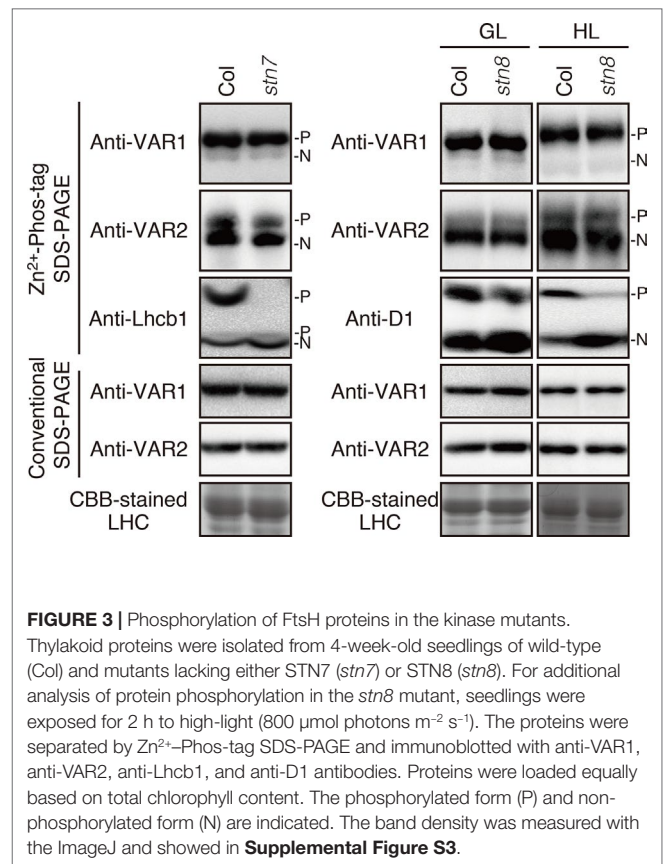 GL HL
Col stn7 Col stn8 Col stn8
Zn2+-Phos-tag
SDS-PAGE
Anti-VAR1 -P
-N
Anti-VAR1 -P
-N
Anti-VAR2 -P
-N
Anti-VAR2 -P
-N
Anti-Lhcb1 -P
-P
-N
Anti-D1 -P
-N
Conventional
SDS-PAGE
Anti-VAR1 Anti-VAR1
Anti-VAR2 Anti-VAR2
CBB-stained
LHC
CBB-stained
LHC
FIGURE 3 | Phosphorylation of FtsH proteins in the kinase mutants.
Thylakoid proteins were isolated from 4-week-old seedlings of wild-type
(Col) and mutants lacking either STN7 (stn7) or STN8 (stn8). For additional
analysis of protein phosphorylation in the stn8 mutant, seedlings were
exposed for 2 h to high-light (800 μmol photons m−2 s−1). The proteins were
separated by Zn2+–Phos-tag SDS-PAGE and immunoblotted with anti-VAR1,
anti-VAR2, anti-Lhcb1, and anti-D1 antibodies. Proteins were loaded equally
based on total chlorophyll content. The phosphorylated form (P) and non-
phosphorylated form (N) are indicated. The band density was measured with
the ImageJ and showed in Supplemental Figure S3.